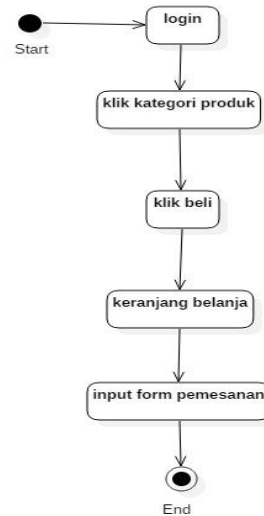 login
Start
klik kategori produk
klik beli
keranjang belanja
input form pemesanan
End